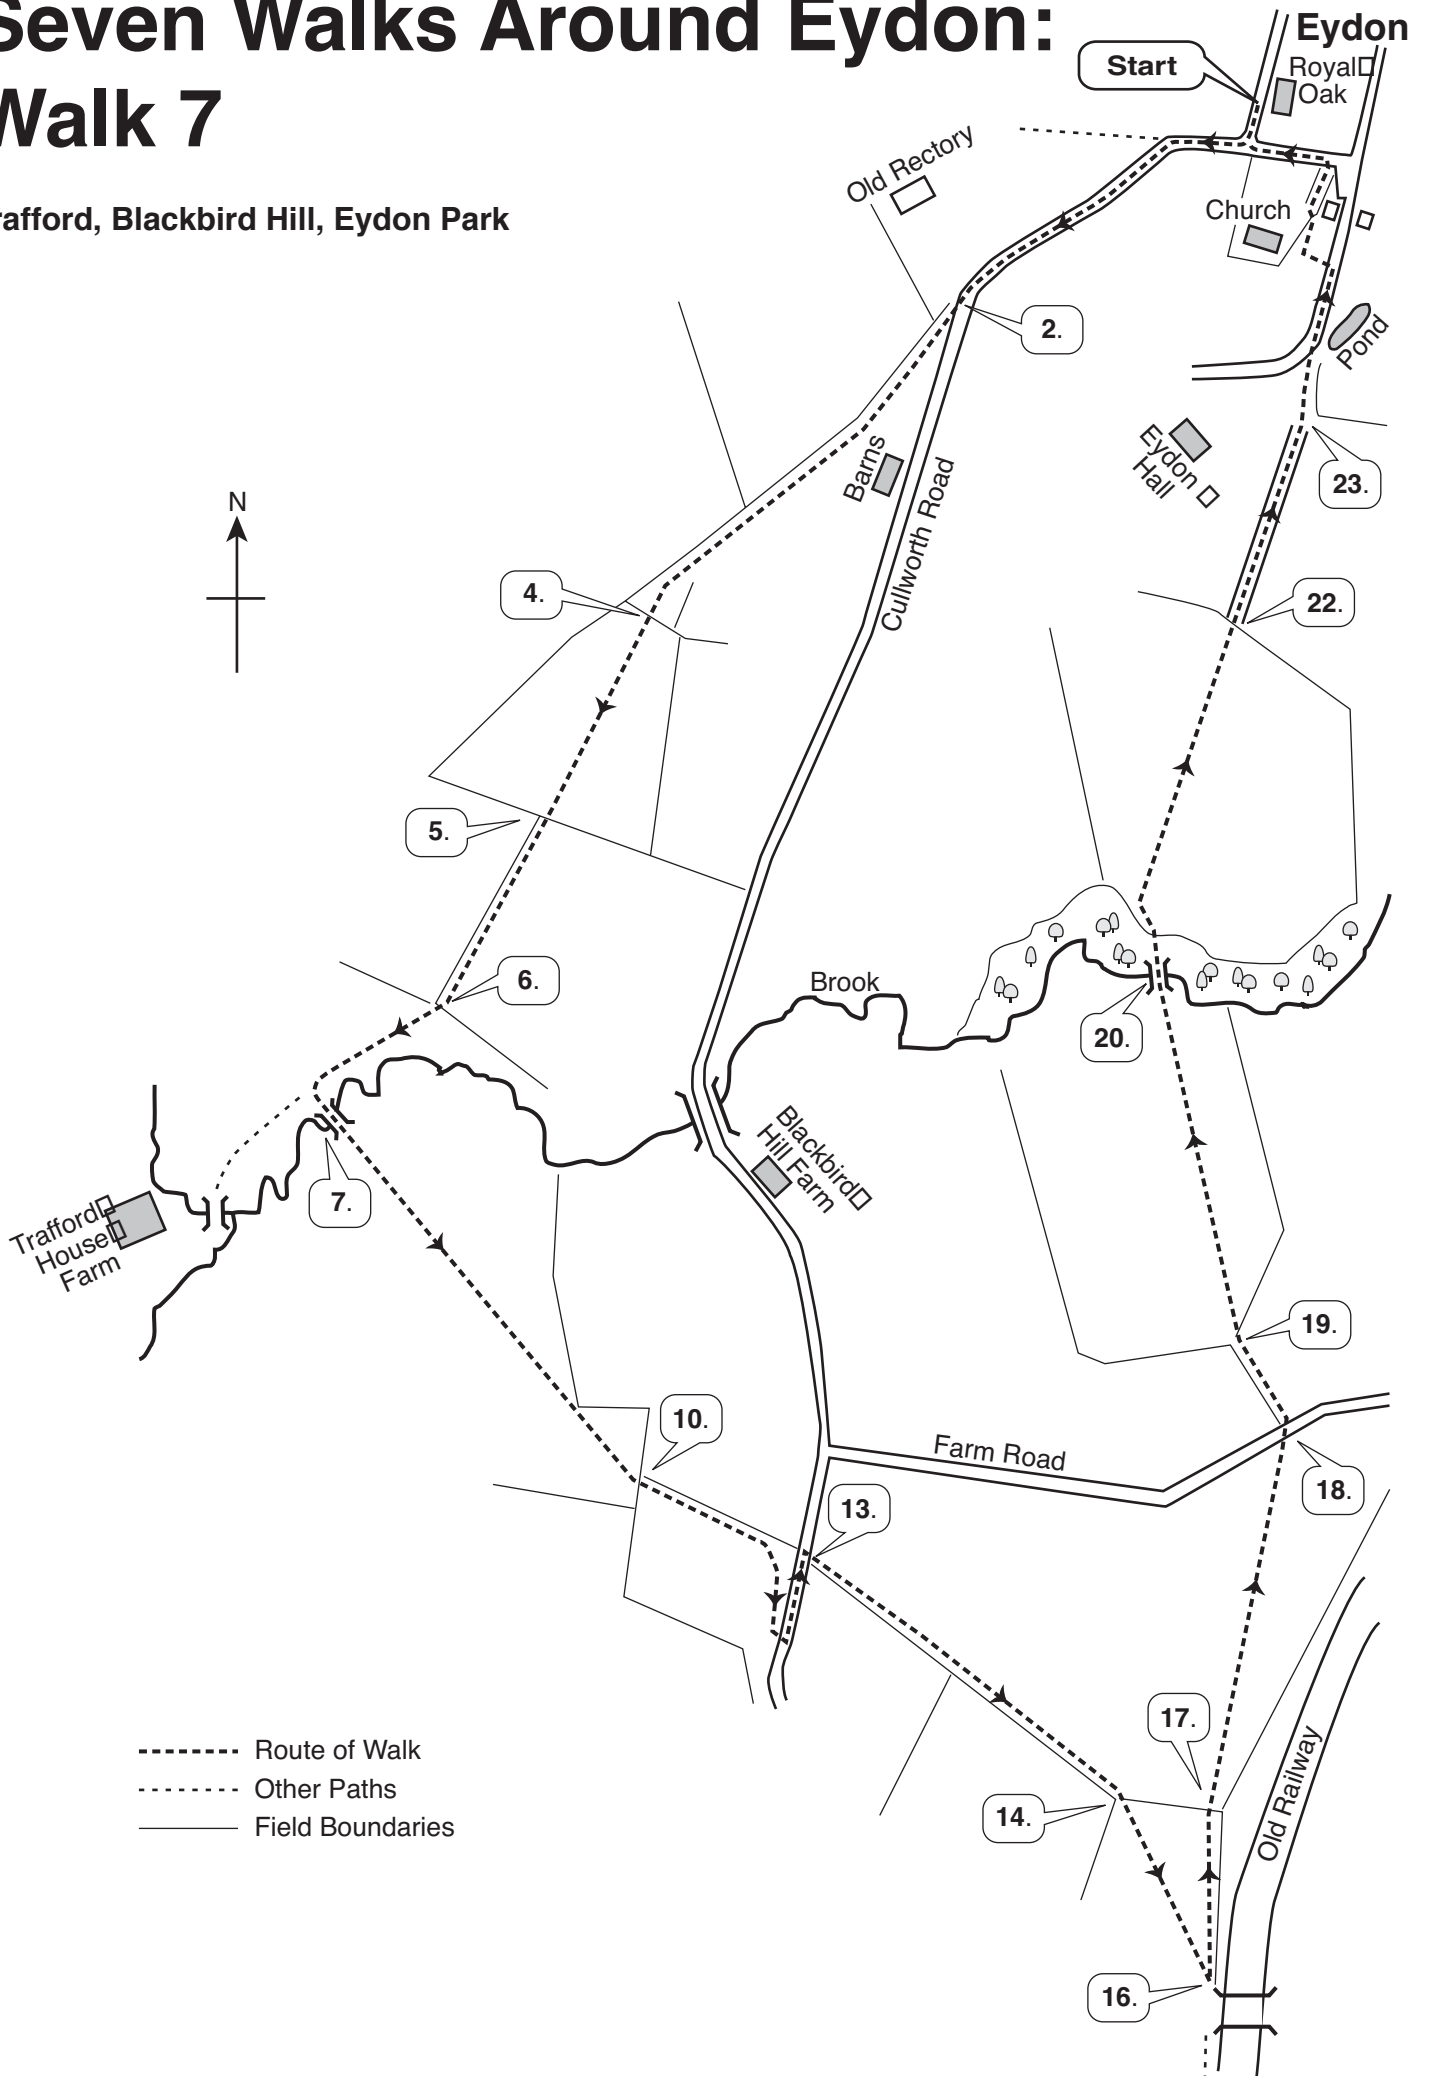 Seven Walks Around Eydon:
Walk 7
rafford, Blackbird Hill, Eydon Park
Eydon
Start
Royal
Oak
Old Rectory
Church
2.
Pond
Barns
Eydon
Hall
23.
Cullworth Road
N
4.
22.
5.
6.
Brook
20.
7.
Blackbird
Hill Farm
Trafford
House
Farm
19.
10.
Farm Road
18.
13.
17.
Route of Walk
Other Paths
Field Boundaries
14.
Old Railway
16.